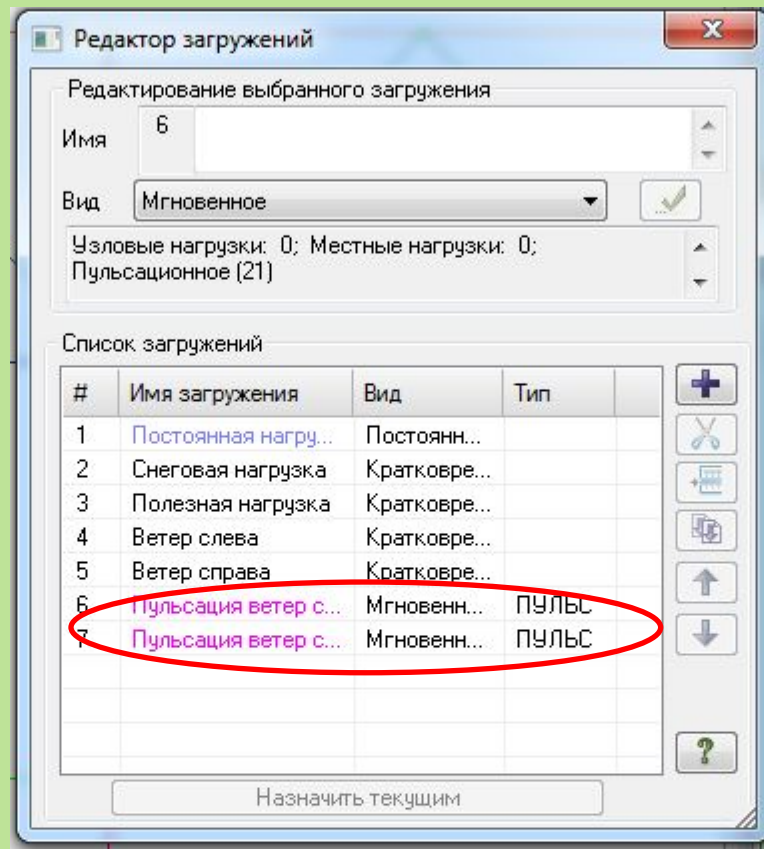 Редактор загружений
Редактирование выбранного загружения
Имя 6
Вид Мгновенное
Узловые нагрузки: 0; Местные нагрузки: 0;
Пульсационное (21)
Список загружений
# Имя загружения Вид Тип
1 Постоянная нагру... Постоянн...
2 Снеговая нагрузка Кратковре...
3 Полезная нагрузка Кратковре...
4 Ветер слева Кратковре...
5 Ветер справа Кратковре...
6 Пульсация ветер с... Мгновенн... ПУЛЬС
7 Пульсация ветер с... Мгновенн... ПУЛЬС
?
Назначить текущим